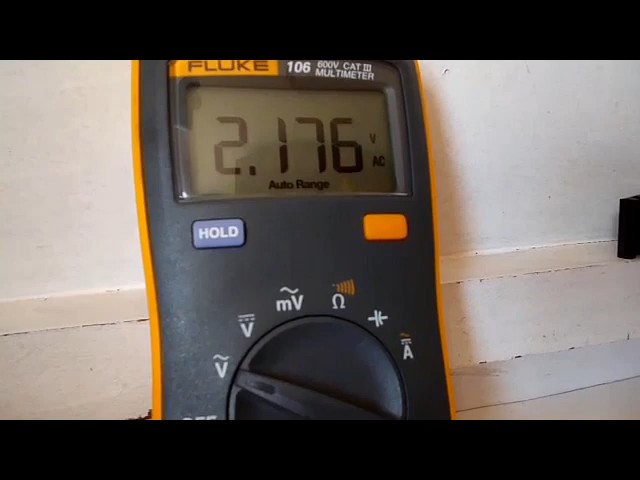 FLUKE 106 600V CAT III
MULTIMETER
2.176 V
AC
Auto Range
HOLD
mV Ω
V
V A